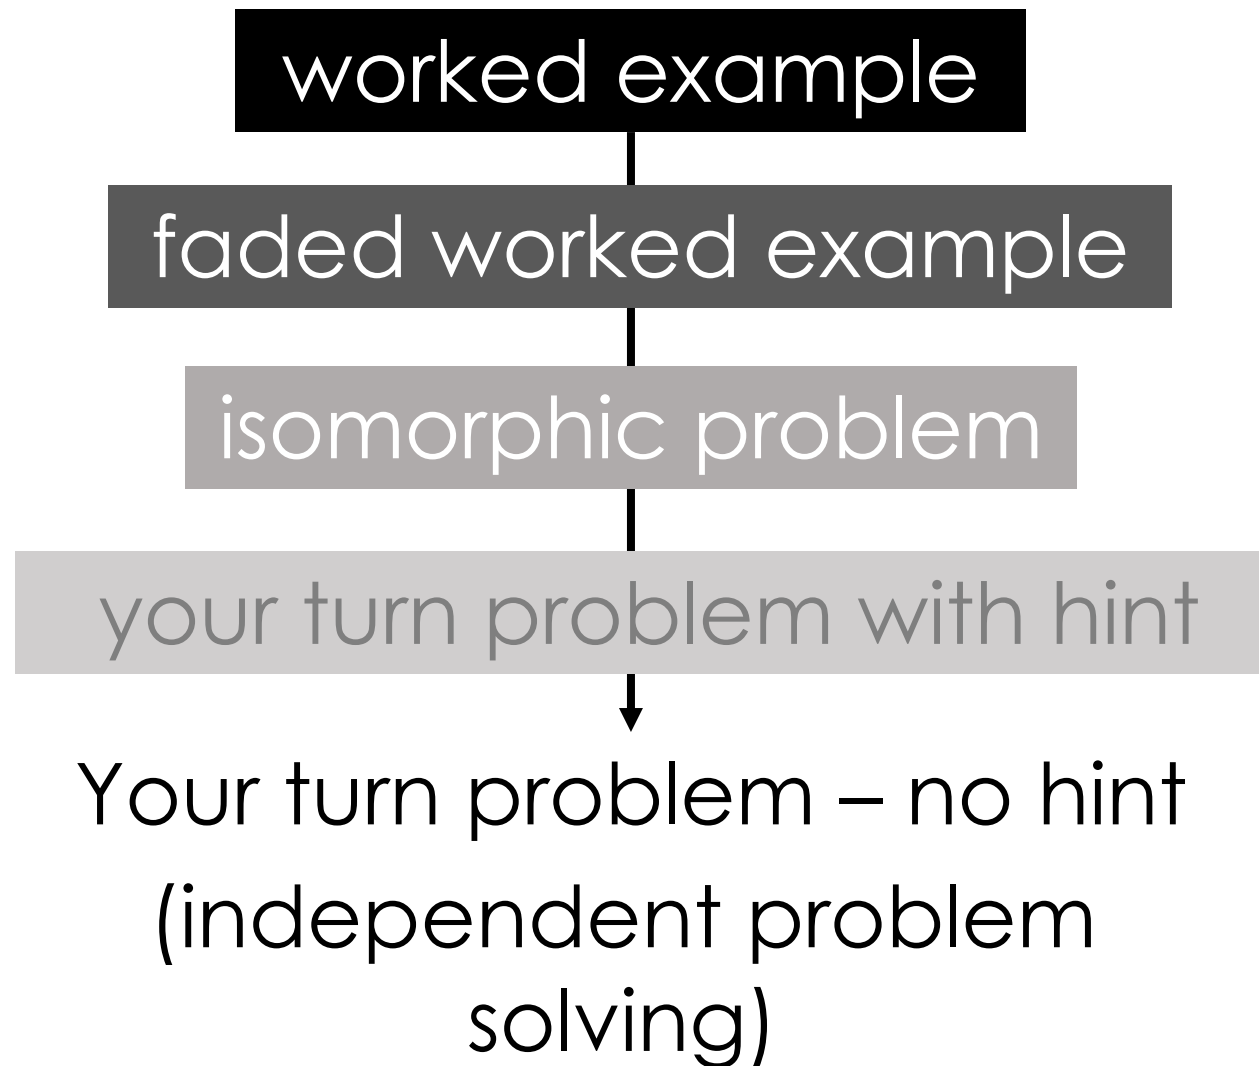 worked example
faded worked example
isomorphic problem
your turn problem with hint
Your turn problem – no hint
(independent problem
solving)